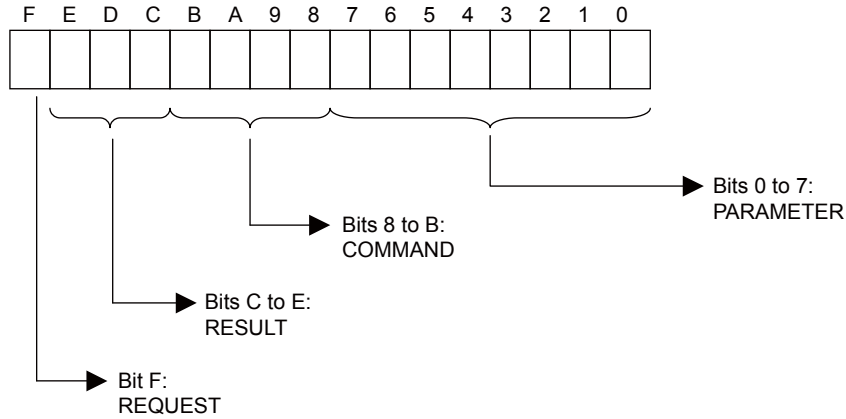 F E D C B A 9 8 7 6 5 4 3 2 1 0
Bits 0 to 7:
PARAMETER
Bits 8 to B:
COMMAND
Bits C to E:
RESULT
Bit F:
REQUEST